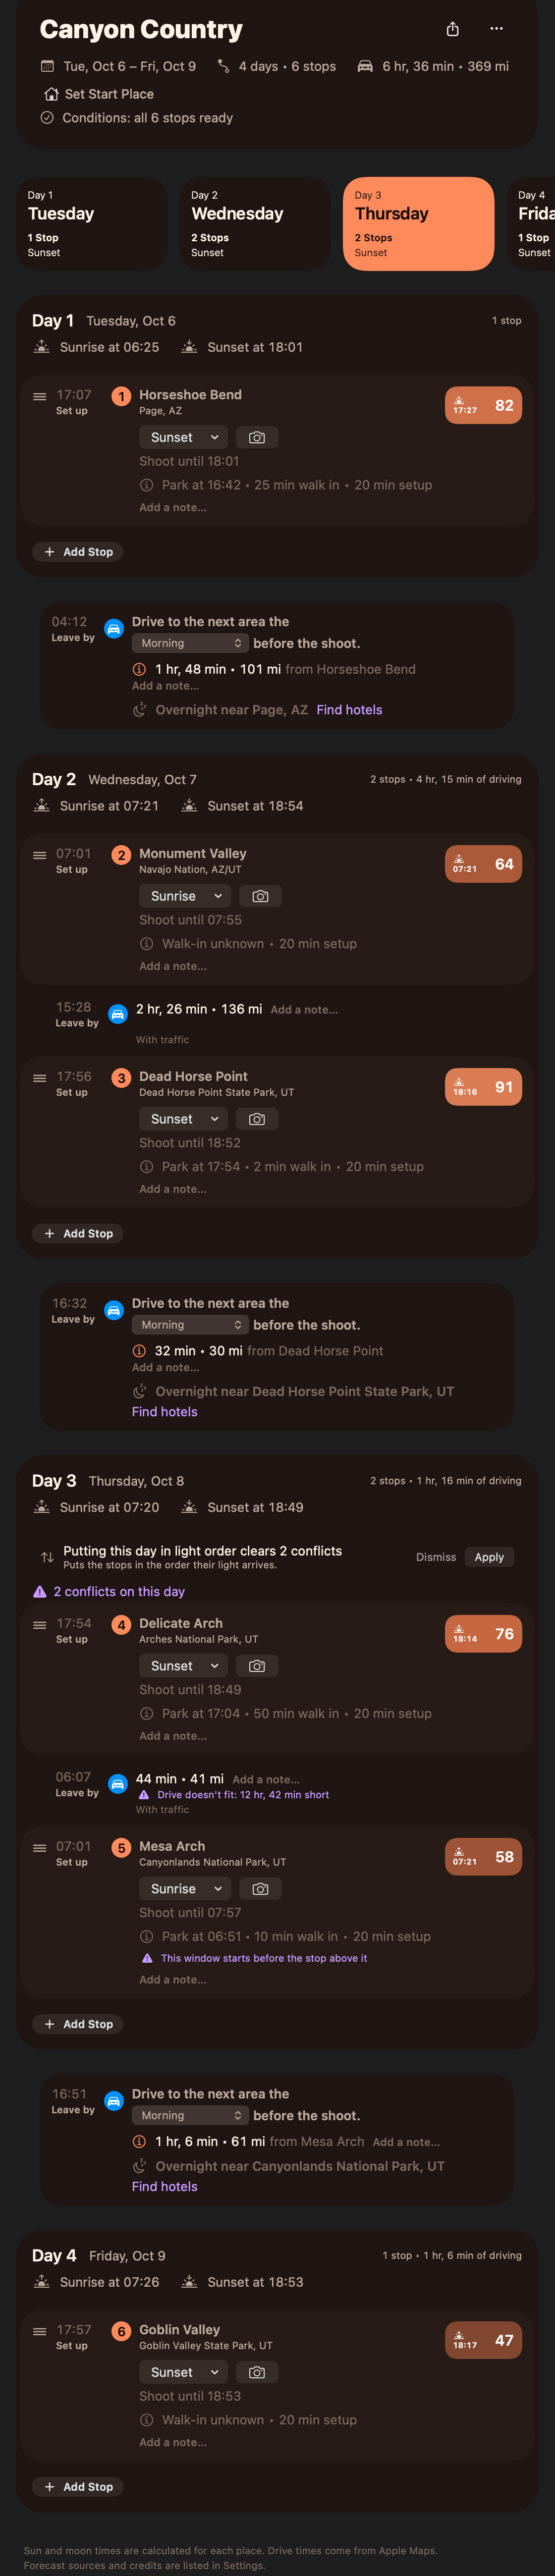 Canyon Country
Tue, Oct 6 – Fri, Oct 9 4 days • 6 stops 6 hr, 36 min • 369 mi
Set Start Place
Conditions: all 6 stops ready
Day 1
Tuesday
1 Stop
Sunset
Day 2
Wednesday
2 Stops
Sunset
Day 3
Thursday
2 Stops
Sunset
Day 4
Frida
1 Stop
Sunset
Day 1 Tuesday, Oct 6 1 stop
Sunrise at 06:25 Sunset at 18:01
17:07
Set up
1 Horseshoe Bend
Page, AZ
17:27 82
Sunset
Shoot until 18:01
Park at 16:42 • 25 min walk in • 20 min setup
Add a note...
+ Add Stop
04:12
Leave by
Drive to the next area the
Morning before the shoot.
1 hr, 48 min • 101 mi from Horseshoe Bend
Add a note...
Overnight near Page, AZ Find hotels
Day 2 Wednesday, Oct 7 2 stops • 4 hr, 15 min of driving
Sunrise at 07:21 Sunset at 18:54
07:01
Set up
2 Monument Valley
Navajo Nation, AZ/UT
07:21 64
Sunrise
Shoot until 07:55
Walk-in unknown • 20 min setup
Add a note...
15:28
Leave by
2 hr, 26 min • 136 mi Add a note...
With traffic
17:56
Set up
3 Dead Horse Point
Dead Horse Point State Park, UT
18:16 91
Sunset
Shoot until 18:52
Park at 17:54 • 2 min walk in • 20 min setup
Add a note...
+ Add Stop
16:32
Leave by
Drive to the next area the
Morning before the shoot.
32 min • 30 mi from Dead Horse Point
Add a note...
Overnight near Dead Horse Point State Park, UT
Find hotels
Day 3 Thursday, Oct 8 2 stops • 1 hr, 16 min of driving
Sunrise at 07:20 Sunset at 18:49
Putting this day in light order clears 2 conflicts
Puts the stops in the order their light arrives.
Dismiss Apply
2 conflicts on this day
17:54
Set up
4 Delicate Arch
Arches National Park, UT
18:14 76
Sunset
Shoot until 18:49
Park at 17:04 • 50 min walk in • 20 min setup
Add a note...
06:07
Leave by
44 min • 41 mi Add a note...
Drive doesn't fit: 12 hr, 42 min short
With traffic
07:01
Set up
5 Mesa Arch
Canyonlands National Park, UT
07:21 58
Sunrise
Shoot until 07:57
Park at 06:51 • 10 min walk in • 20 min setup
This window starts before the stop above it
Add a note...
+ Add Stop
16:51
Leave by
Drive to the next area the
Morning before the shoot.
1 hr, 6 min • 61 mi from Mesa Arch Add a note...
Overnight near Canyonlands National Park, UT
Find hotels
Day 4 Friday, Oct 9 1 stop • 1 hr, 6 min of driving
Sunrise at 07:26 Sunset at 18:53
17:57
Set up
6 Goblin Valley
Goblin Valley State Park, UT
18:17 47
Sunset
Shoot until 18:53
Walk-in unknown • 20 min setup
Add a note...
+ Add Stop
Sun and moon times are calculated for each place. Drive times come from Apple Maps.
Forecast sources and credits are listed in Settings.